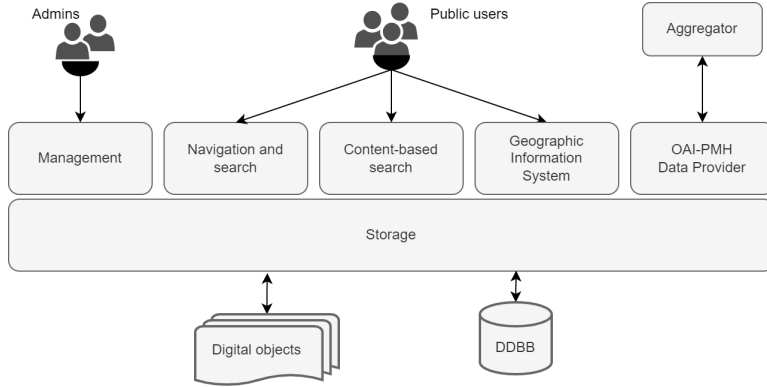 Admins
Public users
Aggregator
Management
Navigation and
search
Content-based
search
Geographic
Information
System
OAI-PMH
Data Provider
Storage
Digital objects
DDBB